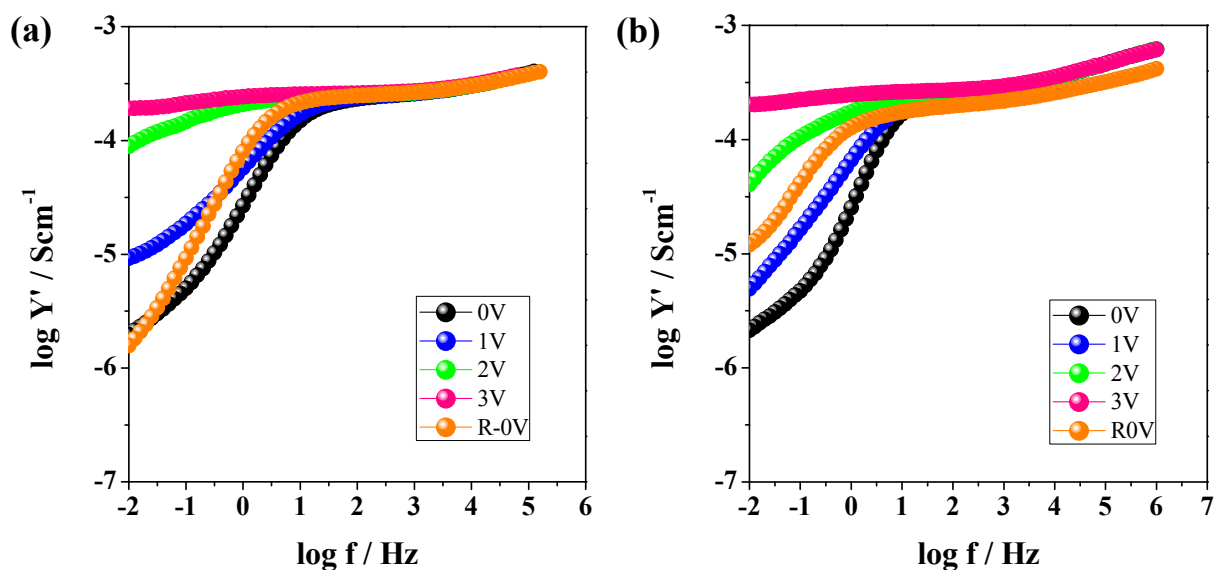 (a)
log Y' / Scm⁻¹
-3
-4
-5
-6
-7
-2 -1 0 1 2 3 4 5 6
log f / Hz
0V
1V
2V
3V
R-0V
(b)
log Y' / Scm⁻¹
-3
-4
-5
-6
-7
-2 -1 0 1 2 3 4 5 6 7
log f / Hz
0V
1V
2V
3V
R0V